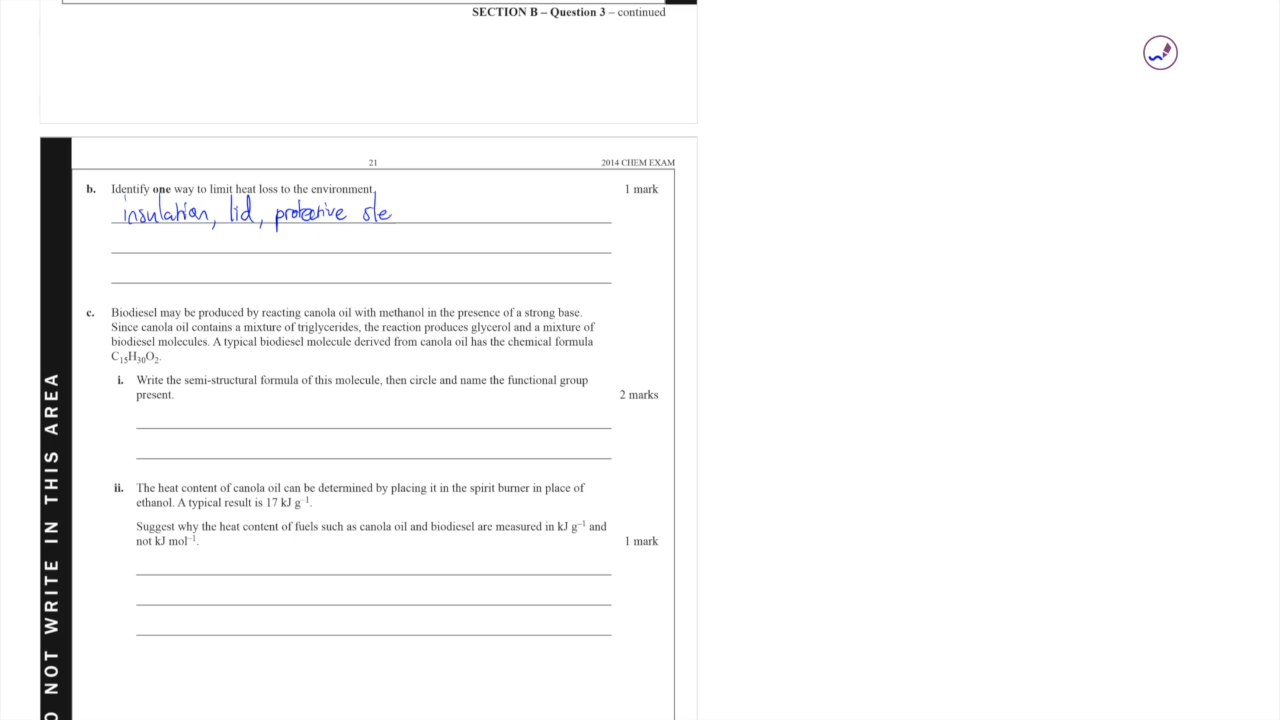 SECTION B – Question 3 – continued
21
2014 CHEM EXAM
b. Identify one way to limit heat loss to the environment. 1 mark
insulation, lid, protective sle
c. Biodiesel may be produced by reacting canola oil with methanol in the presence of a strong base.
Since canola oil contains a mixture of triglycerides, the reaction produces glycerol and a mixture of
biodiesel molecules. A typical biodiesel molecule derived from canola oil has the chemical formula
C₁₅H₃₀O₂.
i. Write the semi-structural formula of this molecule, then circle and name the functional group
present. 2 marks
ii. The heat content of canola oil can be determined by placing it in the spirit burner in place of
ethanol. A typical result is 17 kJ g⁻¹.
Suggest why the heat content of fuels such as canola oil and biodiesel are measured in kJ g⁻¹ and
not kJ mol⁻¹. 1 mark
O NOT WRITE IN THIS AREA